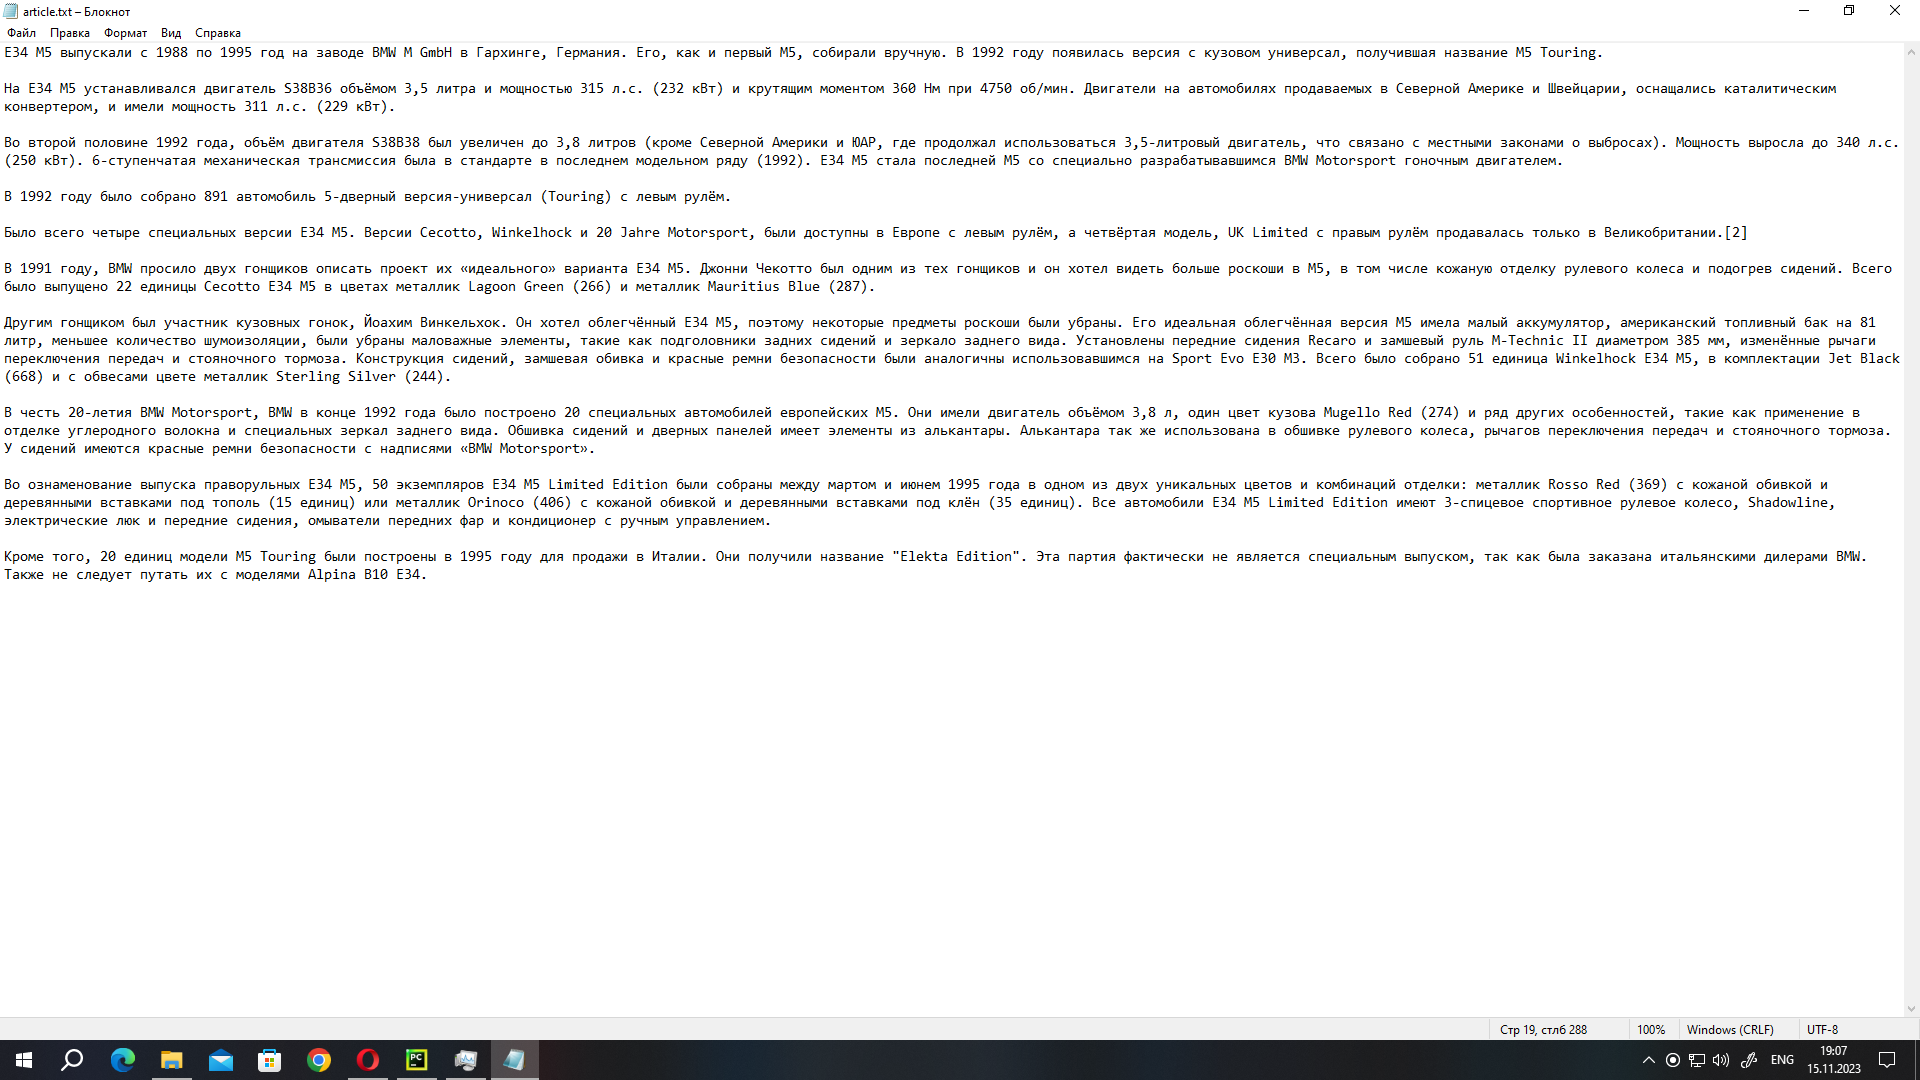 article.txt – Блокнот
Файл Правка Формат Вид Справка
E34 M5 выпускали с 1988 по 1995 год на заводе BMW M GmbH в Гархинге, Германия. Его, как и первый M5, собирали вручную. В 1992 году появилась версия с кузовом универсал, получившая название M5 Touring.
На E34 M5 устанавливался двигатель S38B36 объёмом 3,5 литра и мощностью 315 л.с. (232 кВт) и крутящим моментом 360 Нм при 4750 об/мин. Двигатели на автомобилях продаваемых в Северной Америке и Швейцарии, оснащались каталитическим
конвертером, и имели мощность 311 л.с. (229 кВт).
Во второй половине 1992 года, объём двигателя S38B38 был увеличен до 3,8 литров (кроме Северной Америки и ЮАР, где продолжал использоваться 3,5-литровый двигатель, что связано с местными законами о выбросах). Мощность выросла до 340 л.с.
(250 кВт). 6-ступенчатая механическая трансмиссия была в стандарте в последнем модельном ряду (1992). E34 M5 стала последней M5 со специально разрабатывавшимся BMW Motorsport гоночным двигателем.
В 1992 году было собрано 891 автомобиль 5-дверный версия-универсал (Touring) с левым рулём.
Было всего четыре специальных версии E34 M5. Версии Cecotto, Winkelhock и 20 Jahre Motorsport, были доступны в Европе с левым рулём, а четвёртая модель, UK Limited с правым рулём продавалась только в Великобритании.[2]
В 1991 году, BMW просило двух гонщиков описать проект их «идеального» варианта E34 M5. Джонни Чекотто был одним из тех гонщиков и он хотел видеть больше роскоши в M5, в том числе кожаную отделку рулевого колеса и подогрев сидений. Всего
было выпущено 22 единицы Cecotto E34 M5 в цветах металлик Lagoon Green (266) и металлик Mauritius Blue (287).
Другим гонщиком был участник кузовных гонок, Йоахим Винкельхок. Он хотел облегчённый E34 M5, поэтому некоторые предметы роскоши были убраны. Его идеальная облегчённая версия M5 имела малый аккумулятор, американский топливный бак на 81
литр, меньшее количество шумоизоляции, были убраны маловажные элементы, такие как подголовники задних сидений и зеркало заднего вида. Установлены передние сидения Recaro и замшевый руль M-Technic II диаметром 385 мм, изменённые рычаги
переключения передач и стояночного тормоза. Конструкция сидений, замшевая обивка и красные ремни безопасности были аналогичны использовавшимся на Sport Evo E30 M3. Всего было собрано 51 единица Winkelhock E34 M5, в комплектации Jet Black
(668) и с обвесами цвете металлик Sterling Silver (244).
В честь 20-летия BMW Motorsport, BMW в конце 1992 года было построено 20 специальных автомобилей европейских M5. Они имели двигатель объёмом 3,8 л, один цвет кузова Mugello Red (274) и ряд других особенностей, такие как применение в
отделке углеродного волокна и специальных зеркал заднего вида. Обшивка сидений и дверных панелей имеет элементы из алькантары. Алькантара так же использована в обшивке рулевого колеса, рычагов переключения передач и стояночного тормоза.
У сидений имеются красные ремни безопасности с надписями «BMW Motorsport».
Во ознаменование выпуска праворульных E34 M5, 50 экземпляров E34 M5 Limited Edition были собраны между мартом и июнем 1995 года в одном из двух уникальных цветов и комбинаций отделки: металлик Rosso Red (369) с кожаной обивкой и
деревянными вставками под тополь (15 единиц) или металлик Orinoco (406) с кожаной обивкой и деревянными вставками под клён (35 единиц). Все автомобили E34 M5 Limited Edition имеют 3-спицевое спортивное рулевое колесо, Shadowline,
электрические люк и передние сидения, омыватели передних фар и кондиционер с ручным управлением.
Кроме того, 20 единиц модели M5 Touring были построены в 1995 году для продажи в Италии. Они получили название "Elekta Edition". Эта партия фактически не является специальным выпуском, так как была заказана итальянскими дилерами BMW.
Также не следует путать их с моделями Alpina B10 E34.
Стр 19, стлб 288 100% Windows (CRLF) UTF-8
PC
ENG
19:07
15.11.2023